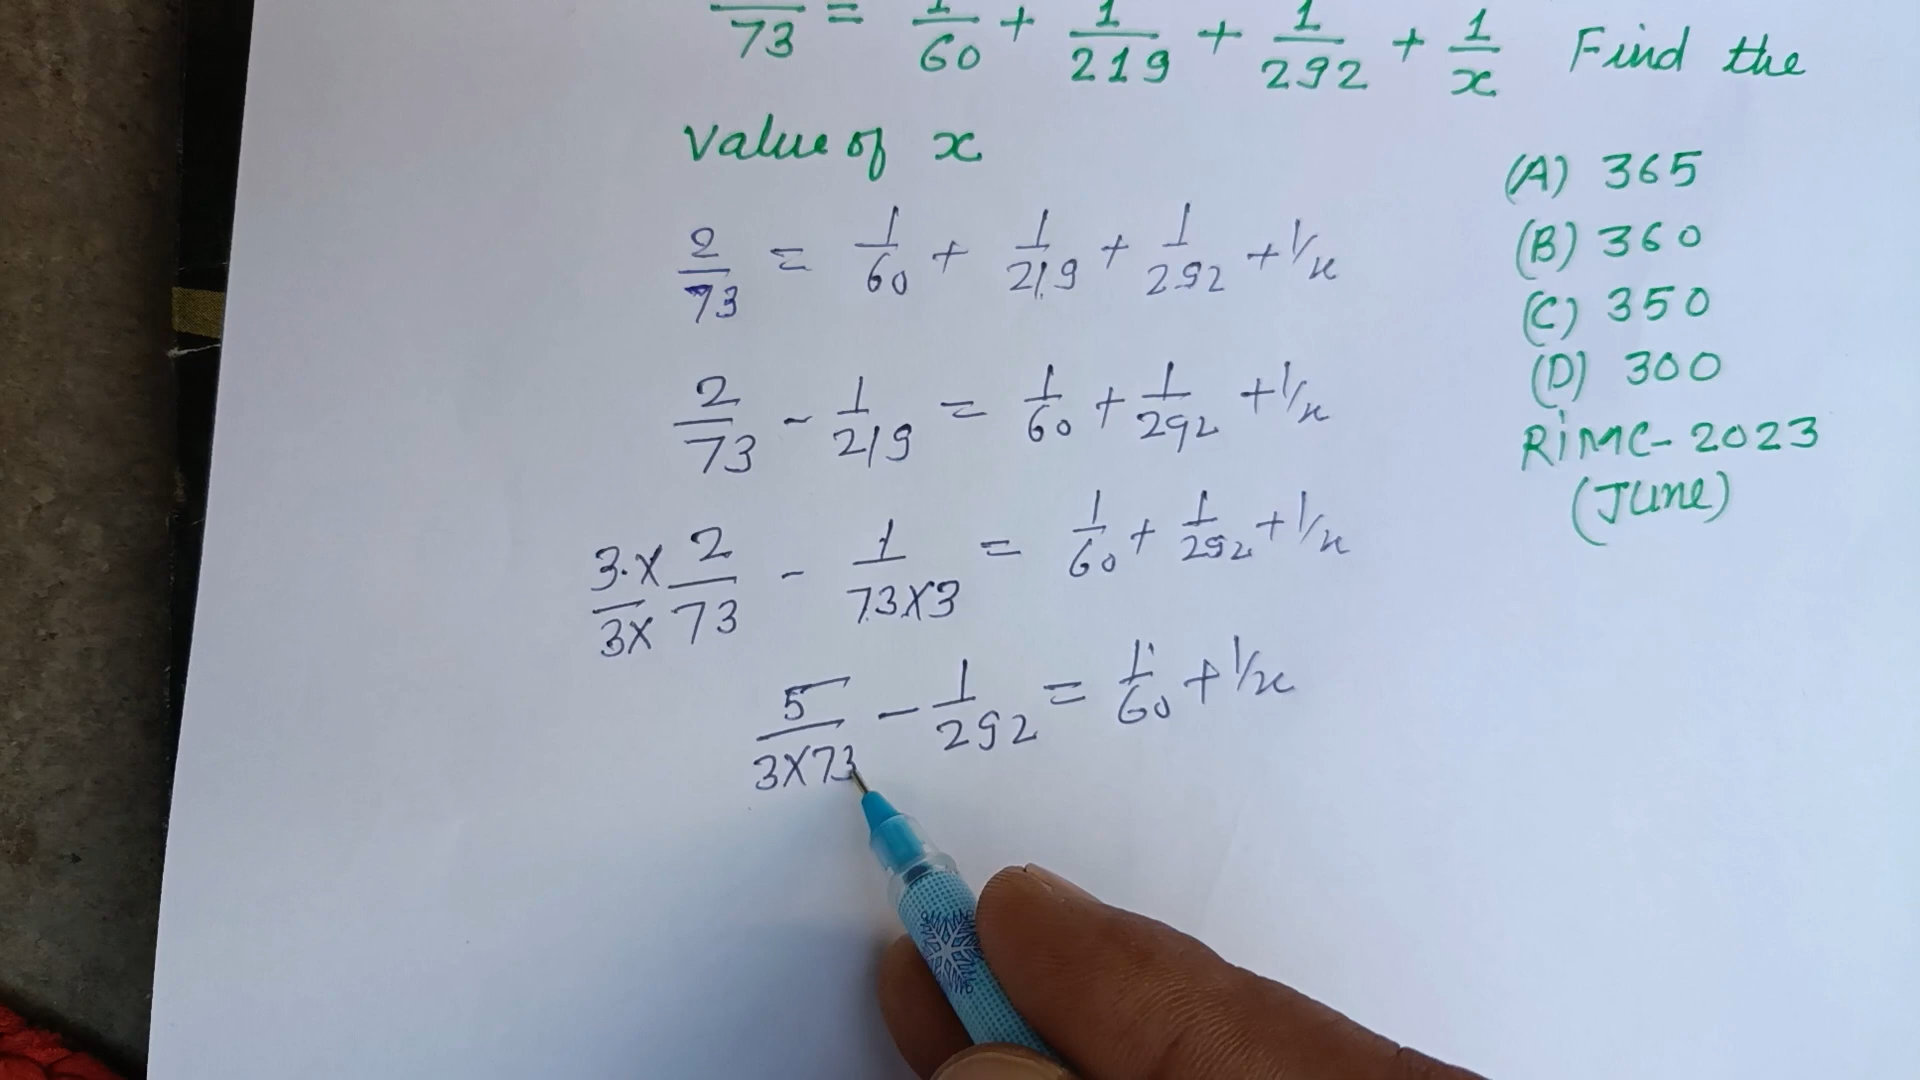 73 = 1/60 + 1/219 + 1/292 + 1/x Find the
value of x
(A) 365
(B) 360
(C) 350
(D) 300
RIMC-2023
(June)
2/73 = 1/60 + 1/219 + 1/292 + 1/x
2/73 - 1/219 = 1/60 + 1/292 + 1/x
3×2/3×73 - 1/73×3 = 1/60 + 1/292 + 1/x
5/3×73 - 1/292 = 1/60 + 1/x